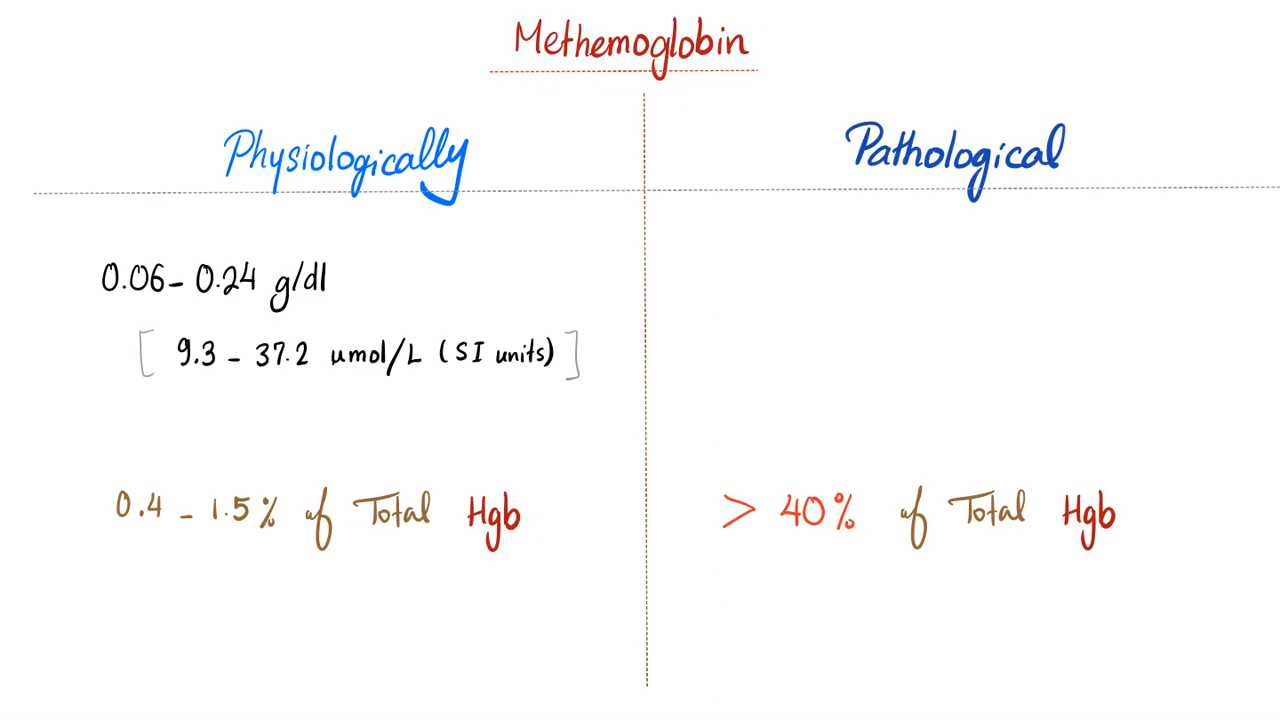 Methemoglobin
Physiologically
Pathological
0.06 - 0.24 g/dl
[ 9.3 - 37.2 umol/L (SI units) ]
0.4 - 1.5% of Total Hgb
> 40% of Total Hgb